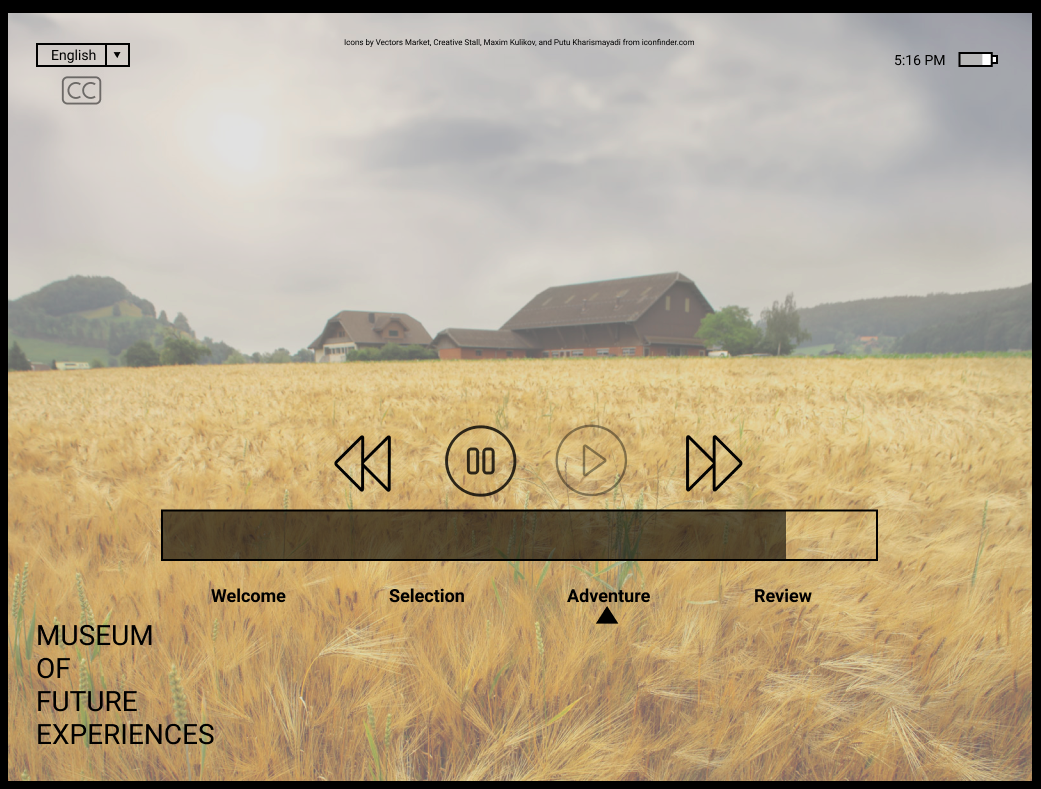 Icons by Vectors Market, Creative Stall, Maxim Kulikov, and Putu Kharismayadi from iconfinder.com
English
5:16 PM
CC
Welcome Selection Adventure Review
MUSEUM
OF
FUTURE
EXPERIENCES